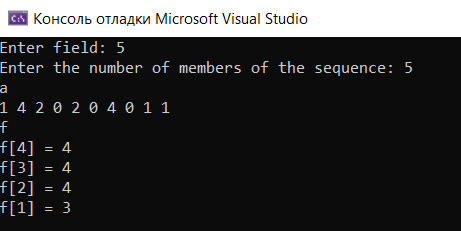 Консоль отладки Microsoft Visual Studio
Enter field: 5
Enter the number of members of the sequence: 5
a
1 4 2 0 2 0 4 0 1 1
f
f[4] = 4
f[3] = 4
f[2] = 4
f[1] = 3